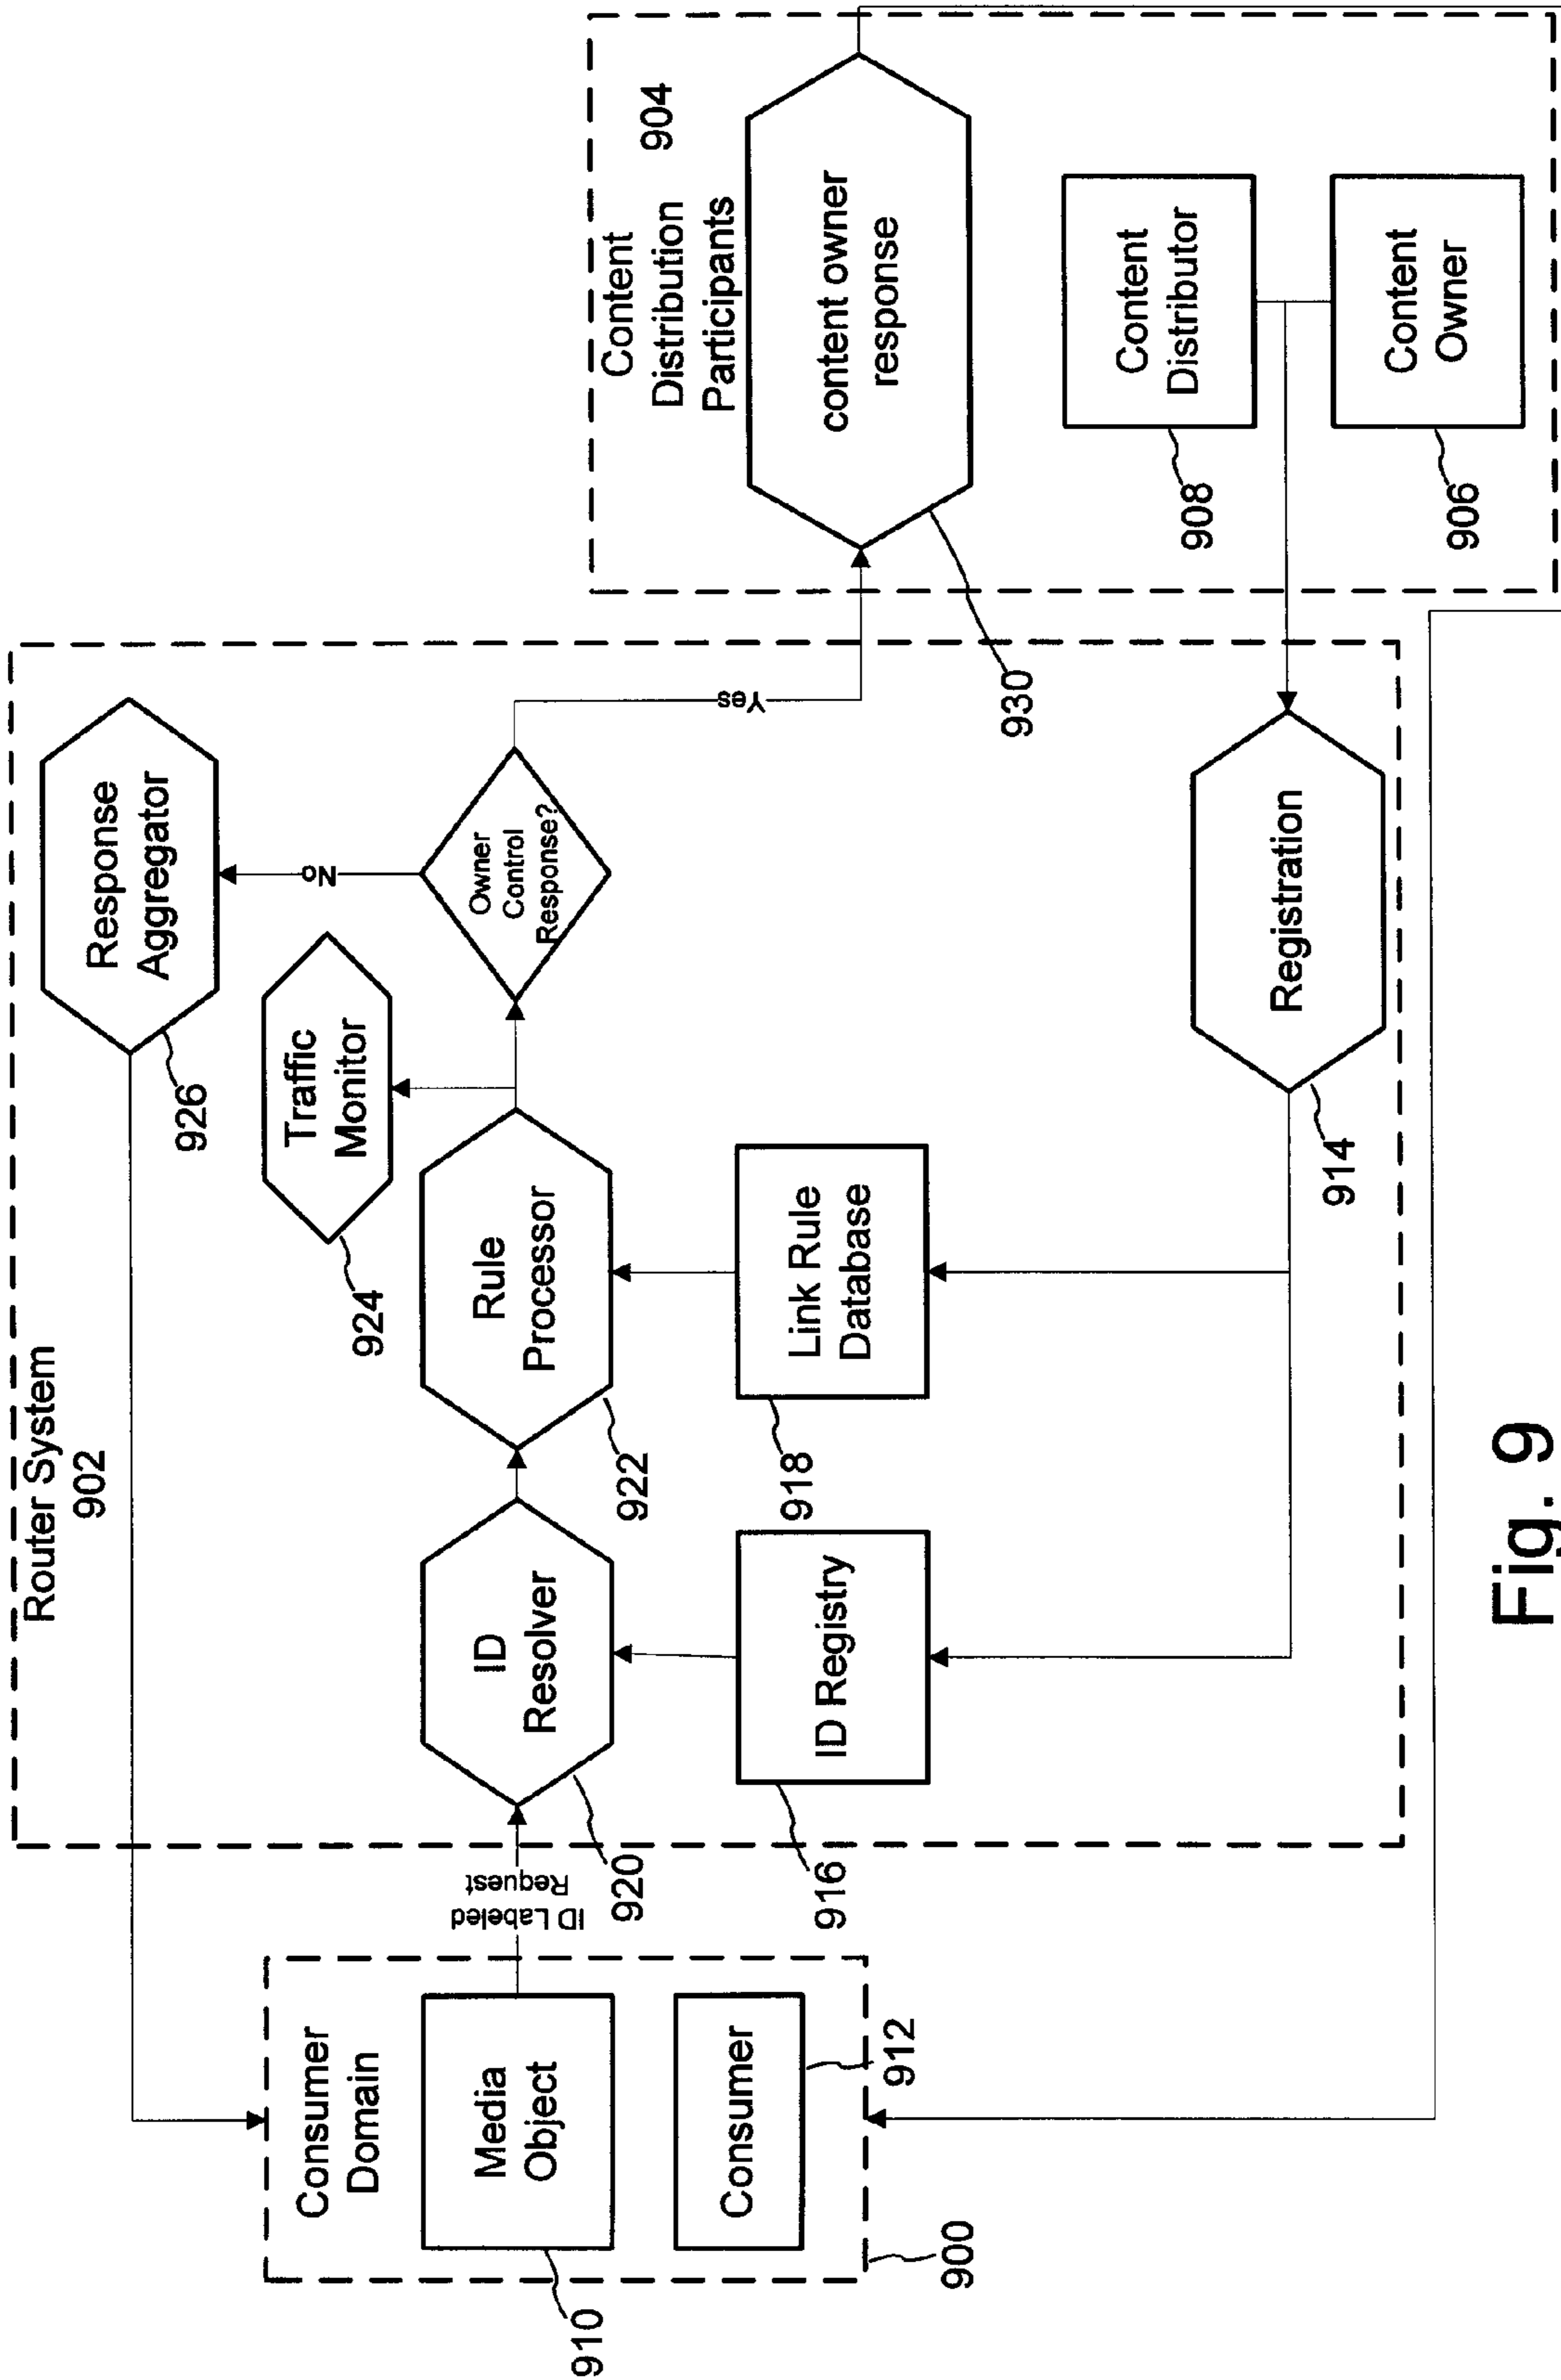 Router System
902
Consumer
Domain
Media
Object
910
Consumer
912
900
ID Labeled
Request
ID
Resolver
920
ID Registry
916
Rule
Processor
922
Link Rule
Database
918
Traffic
Monitor
924
Response
Aggregator
926
Owner
Control
Response?
No
Yes
Registration
914
Content
Distribution
Participants
904
content owner
response
930
Content
Distributor
908
Content
Owner
906
Fig. 9